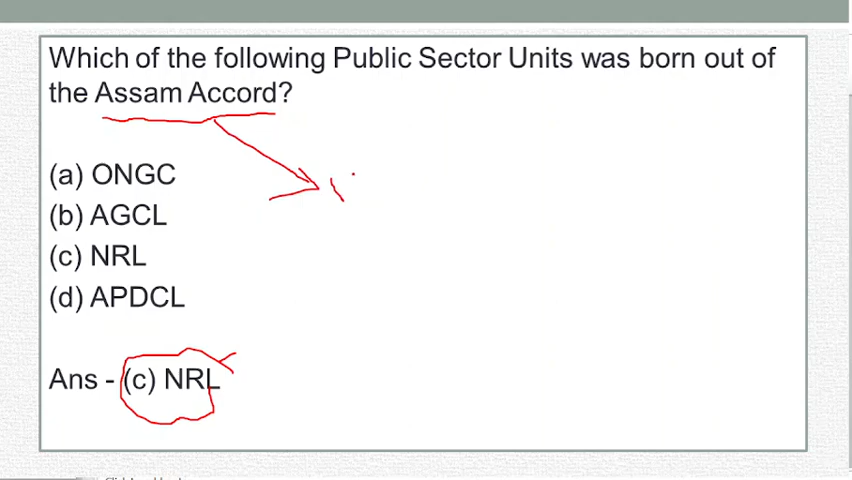 Which of the following Public Sector Units was born out of
the Assam Accord?
(a) ONGC
(b) AGCL
(c) NRL
(d) APDCL
Ans - (c) NRL